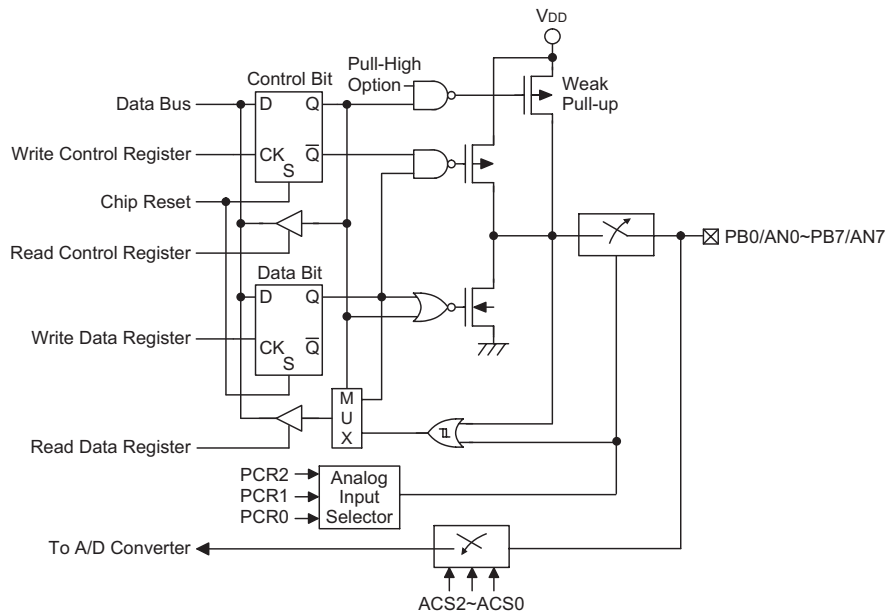 VDD
Pull-High
Option
Weak
Pull-up
Control Bit
Data Bus
D
Q
Write Control Register
CK
Q̅
S
Chip Reset
Read Control Register
PB0/AN0~PB7/AN7
Data Bit
D
Q
Write Data Register
CK
Q̅
S
M
U
X
Read Data Register
PCR2
PCR1
PCR0
Analog
Input
Selector
To A/D Converter
ACS2~ACS0